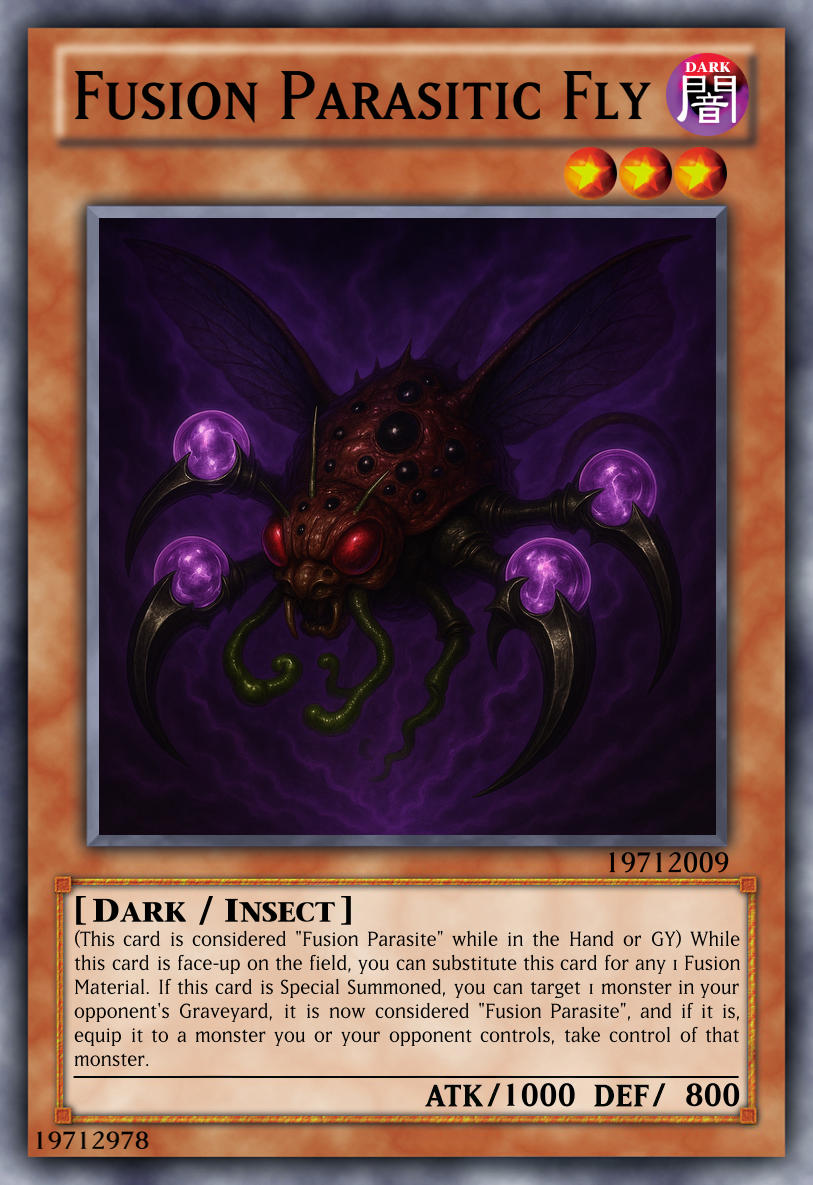 Fusion Parasitic Fly
DARK
闇
19712009
[ Dark / Insect ]
(This card is considered "Fusion Parasite" while in the Hand or GY) While
this card is face-up on the field, you can substitute this card for any 1 Fusion
Material. If this card is Special Summoned, you can target 1 monster in your
opponent's Graveyard, it is now considered "Fusion Parasite", and if it is,
equip it to a monster you or your opponent controls, take control of that
monster.
ATK/1000 DEF/ 800
19712978